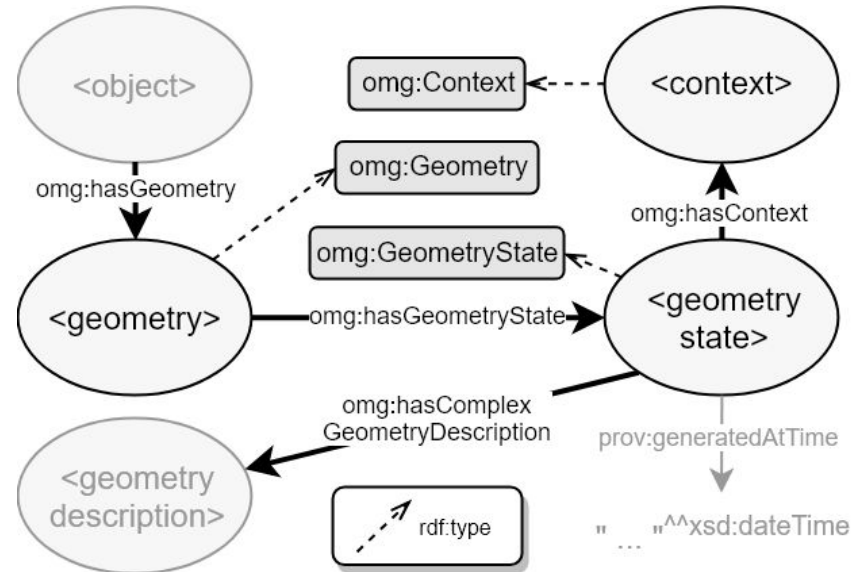 <object>
omg:Context
<context>
omg:hasGeometry
omg:Geometry
omg:hasContext
omg:GeometryState
<geometry>
omg:hasGeometryState
<geometry
state>
omg:hasComplex
GeometryDescription
prov:generatedAtTime
<geometry
description>
rdf:type
" ... "^^xsd:dateTime